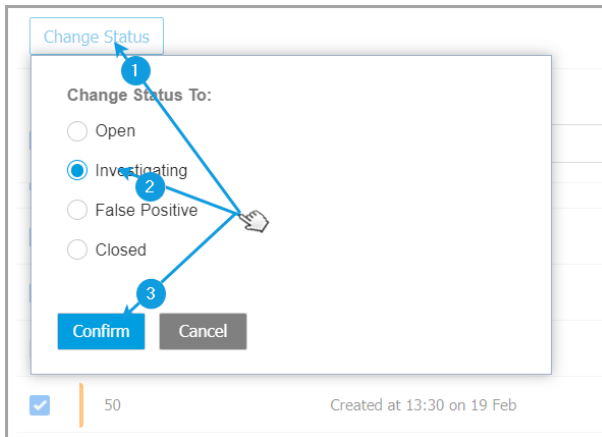 Change Status
1
Change Status To:
Open
Investigating
2
False Positive
Closed
3
Confirm Cancel
50 Created at 13:30 on 19 Feb